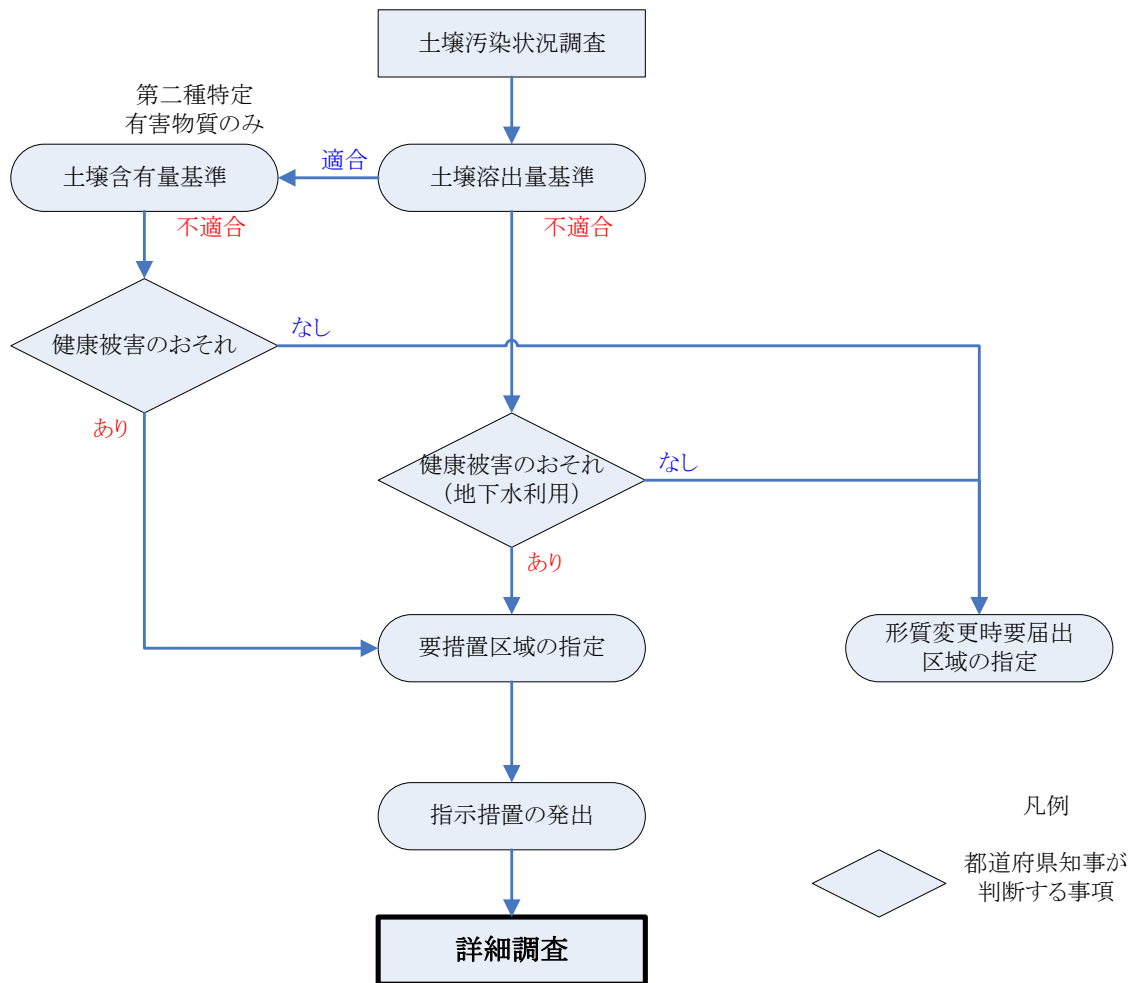 土壌汚染状況調査
第二種特定
有害物質のみ
土壌含有量基準
適合
土壌溶出量基準
不適合
不適合
健康被害のおそれ
なし
あり
健康被害のおそれ
（地下水利用）
なし
あり
要措置区域の指定
形質変更時要届出
区域の指定
指示措置の発出
凡例
都道府県知事が
判断する事項
詳細調査